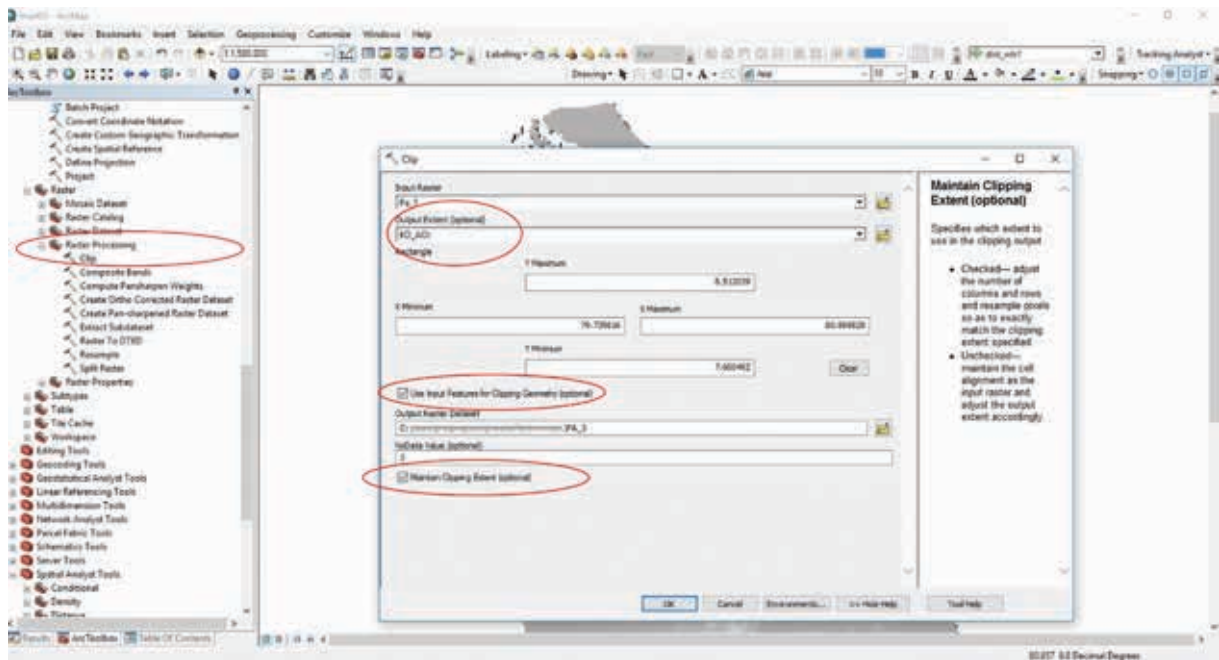 File Edit View Bookmarks Insert Selection Geoprocessing Customize Windows Help
Labeling
Tracking Analyst
Drawing
Snapping
ArcToolbox
Batch Project
Convert Coordinate Notation
Create Custom Geographic Transformation
Create Spatial Reference
Define Projection
Project
Raster
Mosaic Dataset
Raster Catalog
Raster Dataset
Raster Processing
Clip
Composite Bands
Compute Pansharpen Weights
Create Ortho Corrected Raster Dataset
Create Pan-sharpened Raster Dataset
Extract Subdataset
Raster To DTED
Resample
Split Raster
Raster Properties
Subtypes
Table
Tile Cache
Workspace
Editing Tools
Geocoding Tools
Geostatistical Analyst Tools
Linear Referencing Tools
Multidimension Tools
Network Analyst Tools
Parcel Fabric Tools
Schematics Tools
Server Tools
Spatial Analyst Tools
Conditional
Density
Distance
Results ArcToolbox Table Of Contents
Clip
Input Raster
Output Extent (optional)
Rectangle
Y Maximum
X Minimum
X Maximum
Y Minimum
Clear
Use Input Features for Clipping Geometry (optional)
Output Raster Dataset
NoData Value (optional)
Maintain Clipping Extent (optional)
OK Cancel Environments... << Hide Help Tool Help
Maintain Clipping
Extent (optional)
Specifies which extent to
use in the clipping output
Checked— adjust
the number of
columns and rows
and resample pixels
so as to exactly
match the clipping
extent specified
Unchecked—
maintain the cell
alignment as the
input raster and
adjust the output
extent accordingly
Decimal Degrees